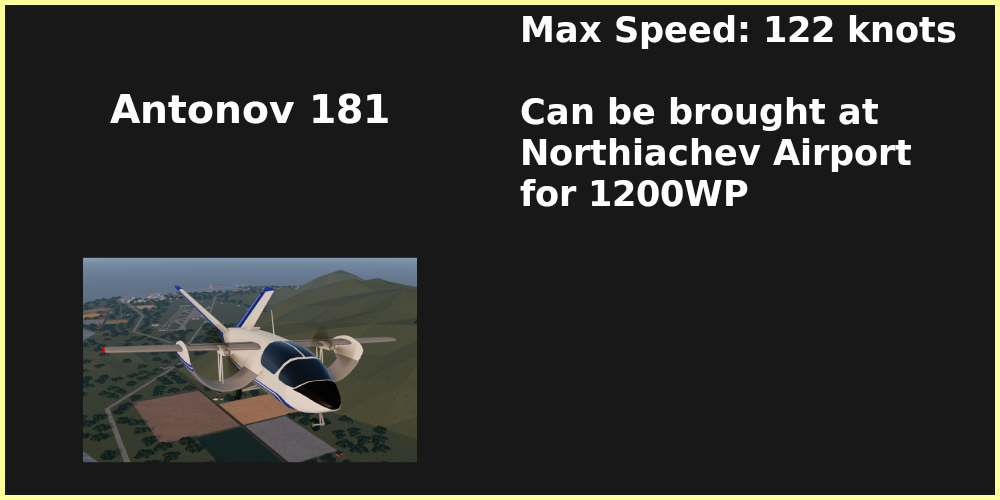 Antonov 181
Max Speed: 122 knots
Can be brought at
Northiachev Airport
for 1200WP